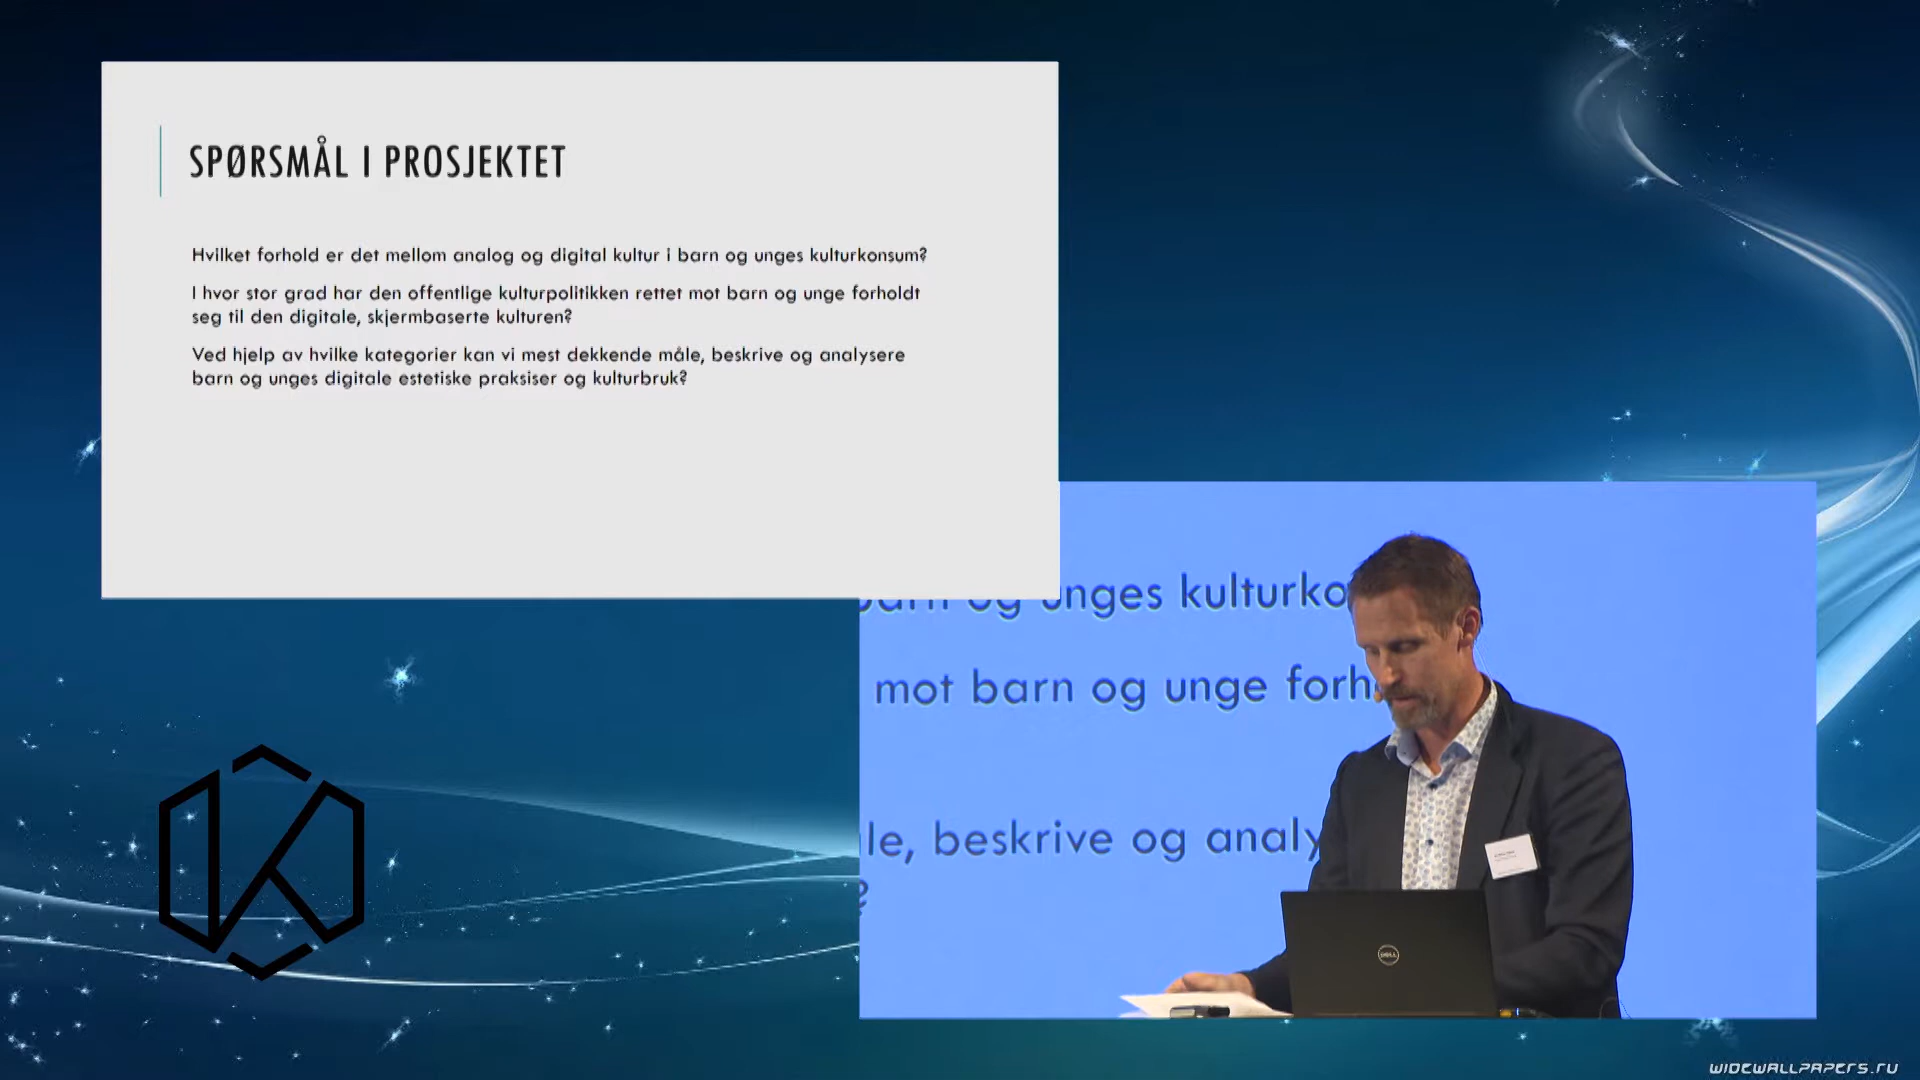 SPØRSMÅL I PROSJEKTET
Hvilket forhold er det mellom analog og digital kultur i barn og unges kulturkonsum?
I hvor stor grad har den offentlige kulturpolitikken rettet mot barn og unge forholdt
seg til den digitale, skjermbaserte kulturen?
Ved hjelp av hvilke kategorier kan vi mest dekkende måle, beskrive og analysere
barn og unges digitale estetiske praksiser og kulturbruk?
barn og unges kulturko
mot barn og unge forh
le, beskrive og analy
?
DELL
WIDEWALLPAPERS.RU